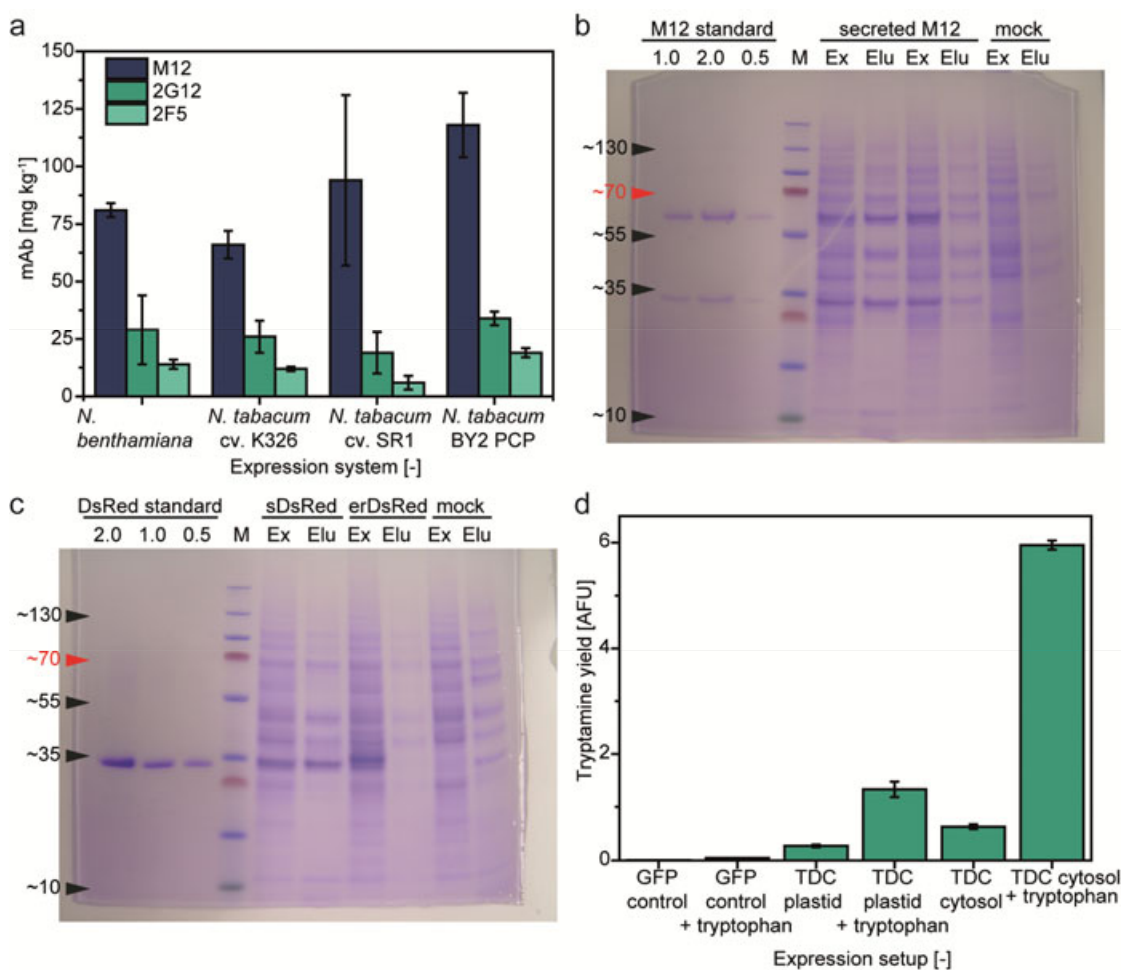 a
150
125
100
75
50
25
0
mAb [mg kg⁻¹]
M12
2G12
2F5
N. benthamiana
N. tabacum cv. K326
N. tabacum cv. SR1
N. tabacum BY2 PCP
Expression system [-]
b
M12 standard secreted M12 mock
1.0 2.0 0.5 M Ex Elu Ex Elu Ex Elu
~130
~70
~55
~35
~10
c
DsRed standard sDsRed erDsRed mock
2.0 1.0 0.5 M Ex Elu Ex Elu Ex Elu
~130
~70
~55
~35
~10
d
6
4
2
0
Tryptamine yield [AFU]
GFP control
GFP control + tryptophan
TDC plastid
TDC plastid + tryptophan
TDC cytosol
TDC cytosol + tryptophan
Expression setup [-]